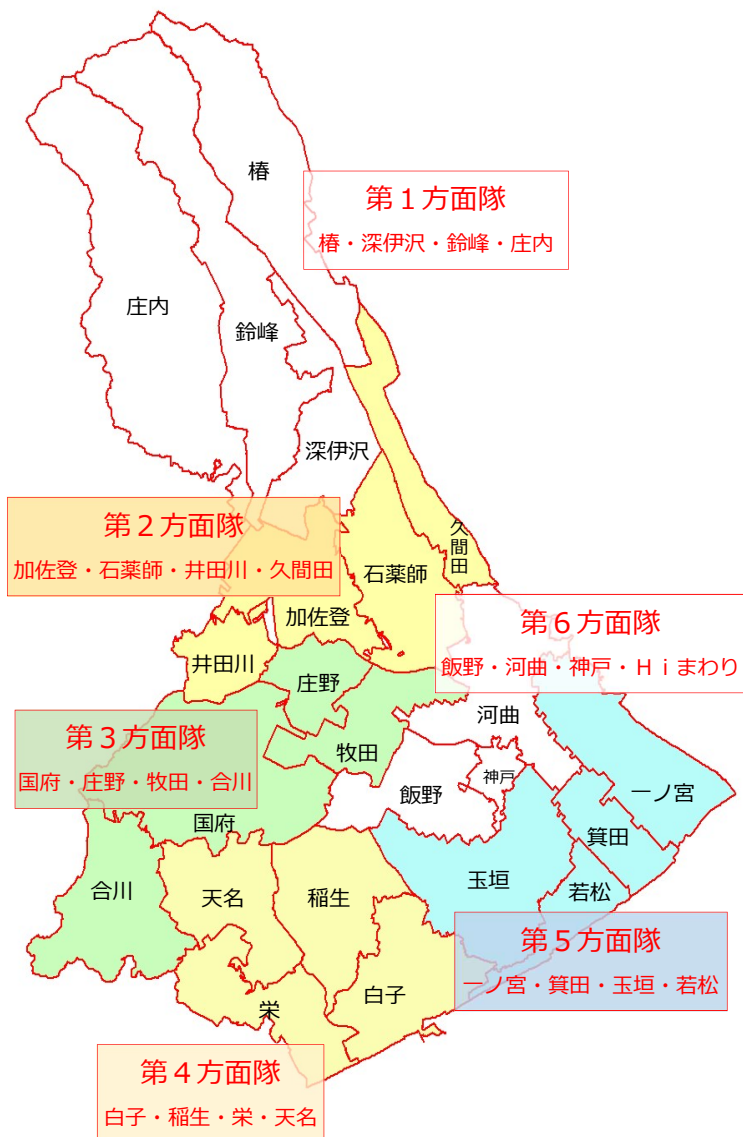 椿
第１方面隊
椿・深伊沢・鈴峰・庄内
庄内
鈴峰
深伊沢
第２方面隊
加佐登・石薬師・井田川・久間田
久間田
石薬師
加佐登
第６方面隊
飯野・河曲・神戸・Ｈｉまわり
井田川
庄野
河曲
第３方面隊
国府・庄野・牧田・合川
牧田
神戸
飯野
一ノ宮
国府
箕田
合川
天名
稲生
玉垣
若松
第５方面隊
一ノ宮・箕田・玉垣・若松
白子
栄
第４方面隊
白子・稲生・栄・天名